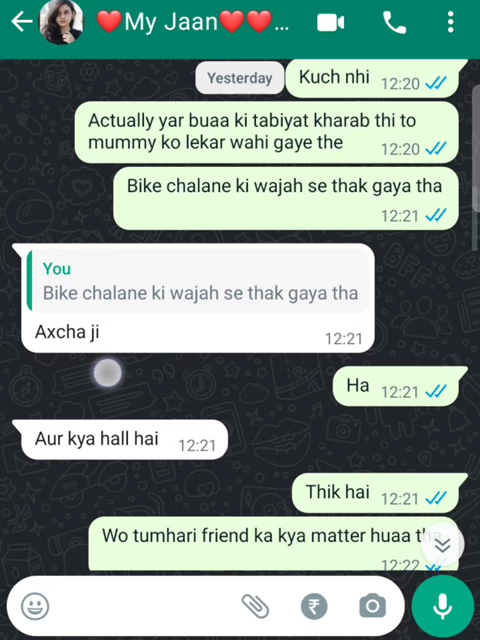 ❤️My Jaan❤️❤️...
Yesterday
Kuch nhi 12:20
Actually yar buaa ki tabiyat kharab thi to
mummy ko lekar wahi gaye the 12:20
Bike chalane ki wajah se thak gaya tha
12:21
You
Bike chalane ki wajah se thak gaya tha
Axcha ji 12:21
Ha 12:21
Aur kya hall hai 12:21
Thik hai 12:21
Wo tumhari friend ka kya matter huaa tha
12:22